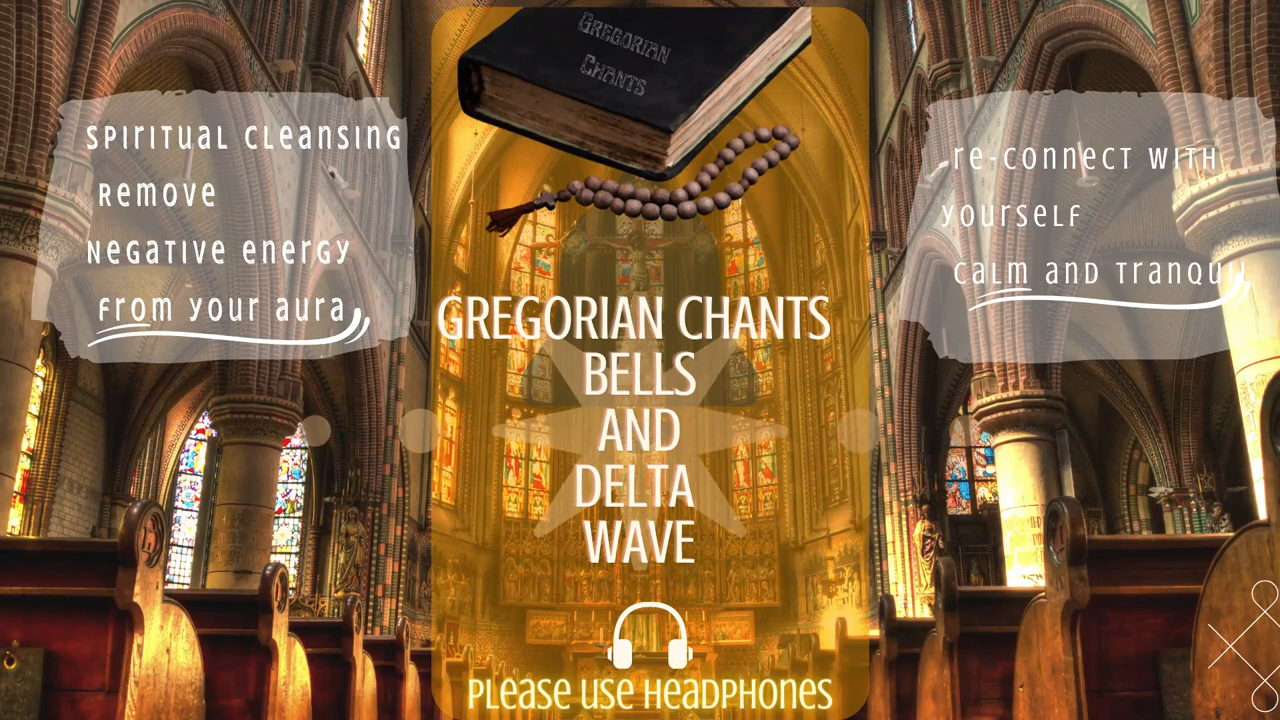 GREGORIAN
CHANTS
SPIRITUAL CLEANSING
REMOVE
NEGATIVE ENERGY
FROM YOUR AURA
RE-CONNECT WITH
YOURSELF
CALM AND TRANQUIL
GREGORIAN CHANTS
BELLS
AND
DELTA
WAVE
PLEASE USE HEADPHONES